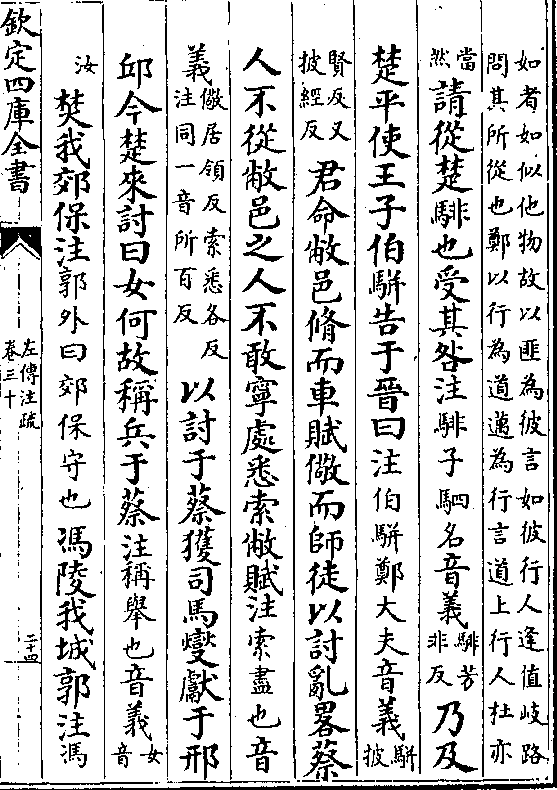 如者如似他物故以匪為彼言如彼行人逢值岐路
問其所從也鄭以行為道邁為行言道上行人杜亦
當然
請從楚騑也受其咎注騑子駟名音義騑芳非反乃及
楚平使王子伯駢告于晉曰注伯駢鄭大夫音義駢披
賢反又披經反
君命敝邑脩而車賦儆而師徒以討亂畧蔡
人不從敝邑之人不敢寧處悉索敝賦注索盡也音
義儆居領反索悉各反注同一音所百反
以討于蔡獲司馬燮獻于邢
邱今楚來討曰女何故稱兵于蔡注稱舉也音義女音
汝
焚我郊保注郭外曰郊保守也馮陵我城郭注馮
欽定四庫全書
左傳注疏
卷三十
二十四